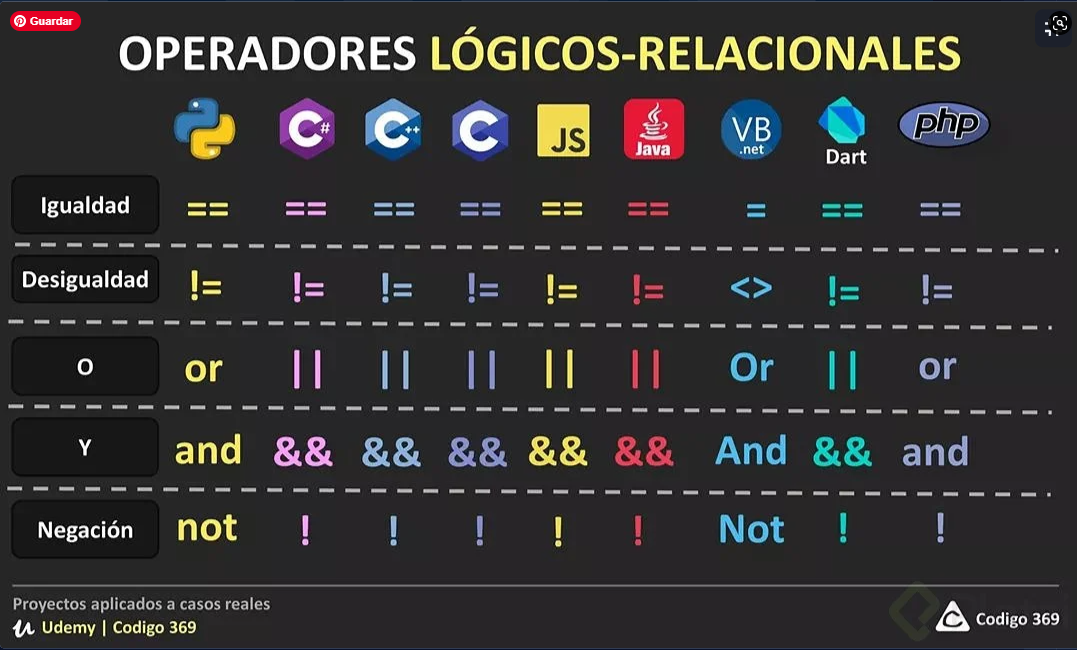 Guardar
OPERADORES LÓGICOS-RELACIONALES
C# C++ C JS Java VB .net Dart php
Igualdad == == == == == == = == ==
Desigualdad != != != != != != <> != !=
O or || || || || || Or || or
Y and && && && && && And && and
Negación not ! ! ! ! ! Not ! !
Proyectos aplicados a casos reales
Udemy | Codigo 369
Codigo 369